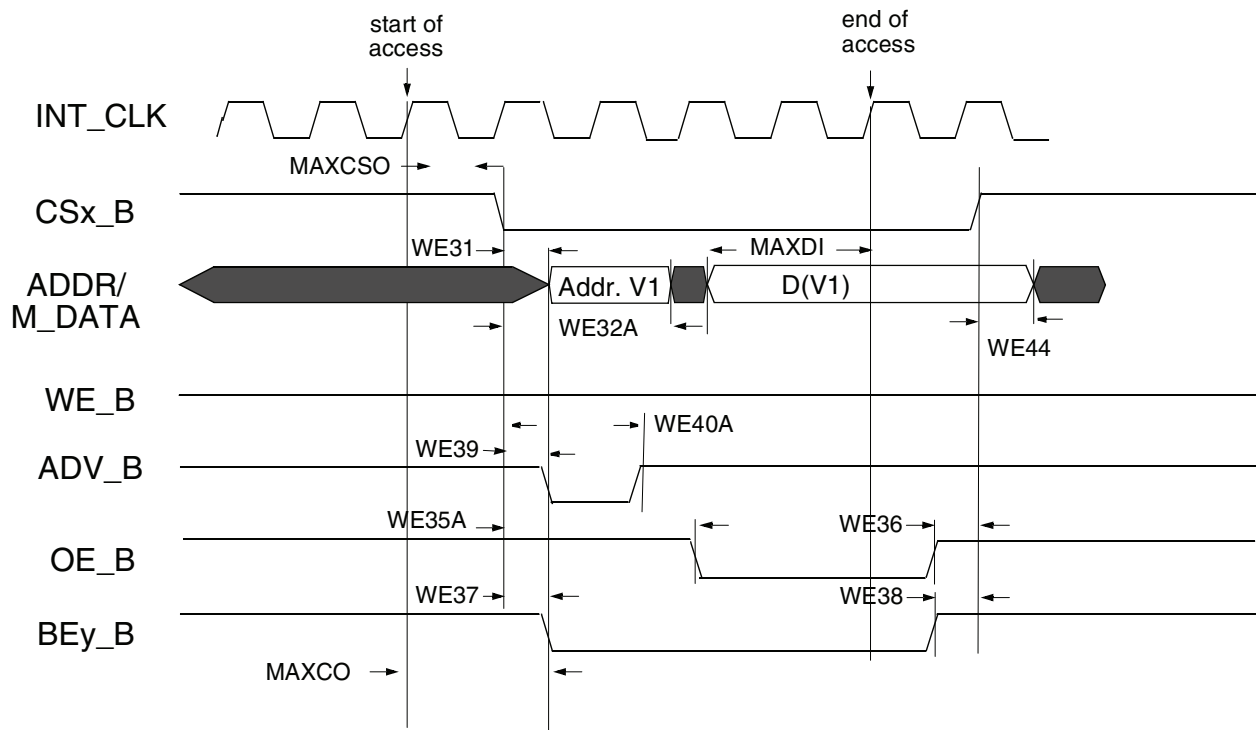 start of
access
end of
access
INT_CLK
MAXCSO
CSx_B
WE31
MAXDI
ADDR/
M_DATA
Addr. V1
D(V1)
WE32A
WE44
WE_B
WE40A
WE39
ADV_B
WE35A
WE36
OE_B
WE37
WE38
BEy_B
MAXCO